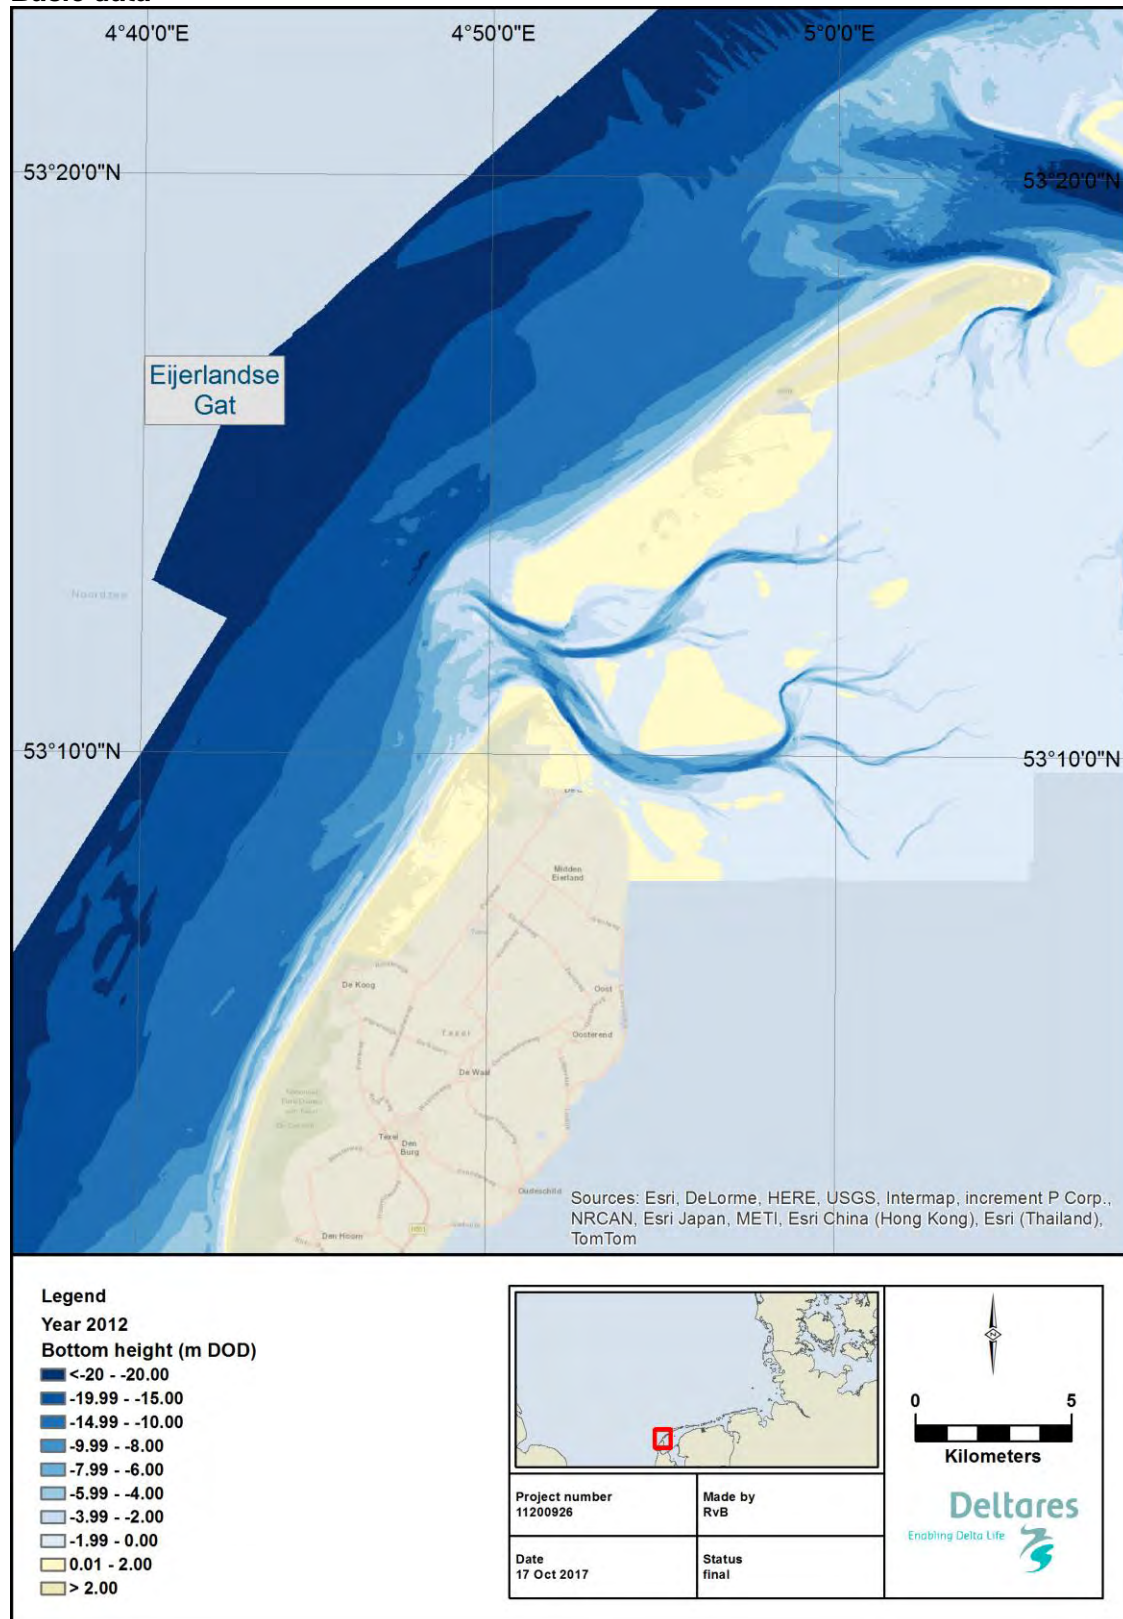 Basic data
4°40'0"E
4°50'0"E
5°0'0"E
53°20'0"N
53°20'0"N
Eijerlandse
Gat
Noordzee
53°10'0"N
53°10'0"N
Midden
Eierland
De Koog
Oost
Texel
Oosterend
De Waal
Texel
Den
Burg
Oudeschild
Den Hoorn
Sources: Esri, DeLorme, HERE, USGS, Intermap, increment P Corp.,
NRCAN, Esri Japan, METI, Esri China (Hong Kong), Esri (Thailand),
TomTom
Legend
Year 2012
Bottom height (m DOD)
<-20 - -20.00
-19.99 - -15.00
-14.99 - -10.00
-9.99 - -8.00
-7.99 - -6.00
-5.99 - -4.00
-3.99 - -2.00
-1.99 - 0.00
0.01 - 2.00
> 2.00
Project number
11200926
Made by
RvB
Date
17 Oct 2017
Status
final
N
0
5
Kilometers
Deltares
Enabling Delta Life